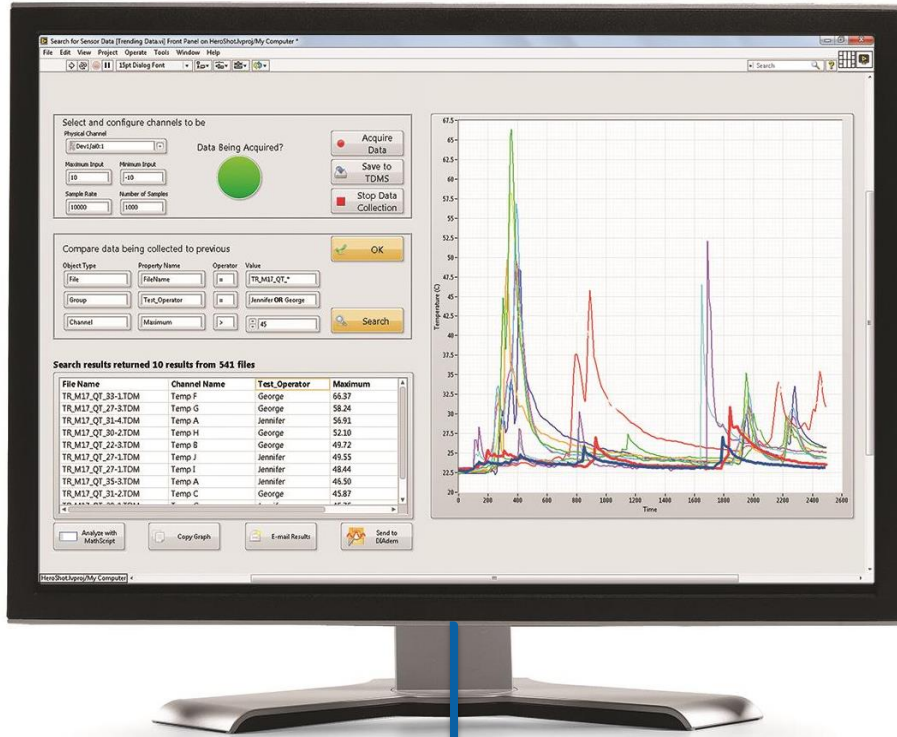 Search for Sensor Data [Trending Data.vi] Front Panel on HeroShot.lvproj/My Computer *
File Edit View Project Operate Tools Window Help
15pt Dialog Font
Search
Select and configure channels to be
Physical Channel
Dev1/ai0:1
Data Being Acquired?
Maximum Input Minimum Input
10 -10
Sample Rate Number of Samples
10000 1000
Acquire
Data
Save to
TDMS
Stop Data
Collection
Compare data being collected to previous
OK
Object Type Property Name Operator Value
File FileName = TR_M17_QT_*
Group Test_Operator = Jennifer OR George
Channel Maximum > 45
Search
Search results returned 10 results from 541 files
File Name Channel Name Test_Operator Maximum
TR_M17_QT_33-1.TDM Temp F George 66.37
TR_M17_QT_27-3.TDM Temp G George 58.24
TR_M17_QT_31-4.TDM Temp A Jennifer 56.91
TR_M17_QT_30-2.TDM Temp H George 52.10
TR_M17_QT_22-3.TDM Temp B George 49.72
TR_M17_QT_27-1.TDM Temp J Jennifer 49.55
TR_M17_QT_27-1.TDM Temp I Jennifer 48.44
TR_M17_QT_35-3.TDM Temp A Jennifer 46.50
TR_M17_QT_31-2.TDM Temp C George 45.87
Analyze with
MathScript
Copy Graph
E-mail Results
Send to
DIAdem
67.5
65
62.5
60
57.5
55
52.5
50
47.5
45
42.5
40
37.5
35
32.5
30
27.5
25
22.5
20
Temperature (C)
0 200 400 600 800 1000 1200 1400 1600 1800 2000 2200 2400 2600
Time
HeroShot.lvproj/My Computer